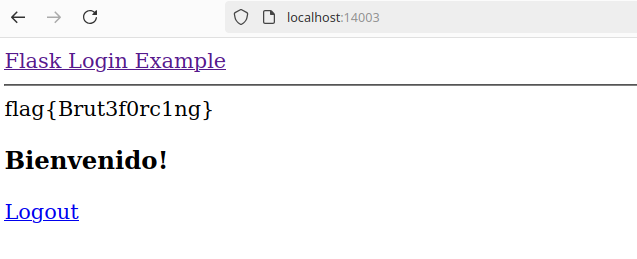 localhost:14003
Flask Login Example
flag{Brut3f0rc1ng}
Bienvenido!
Logout